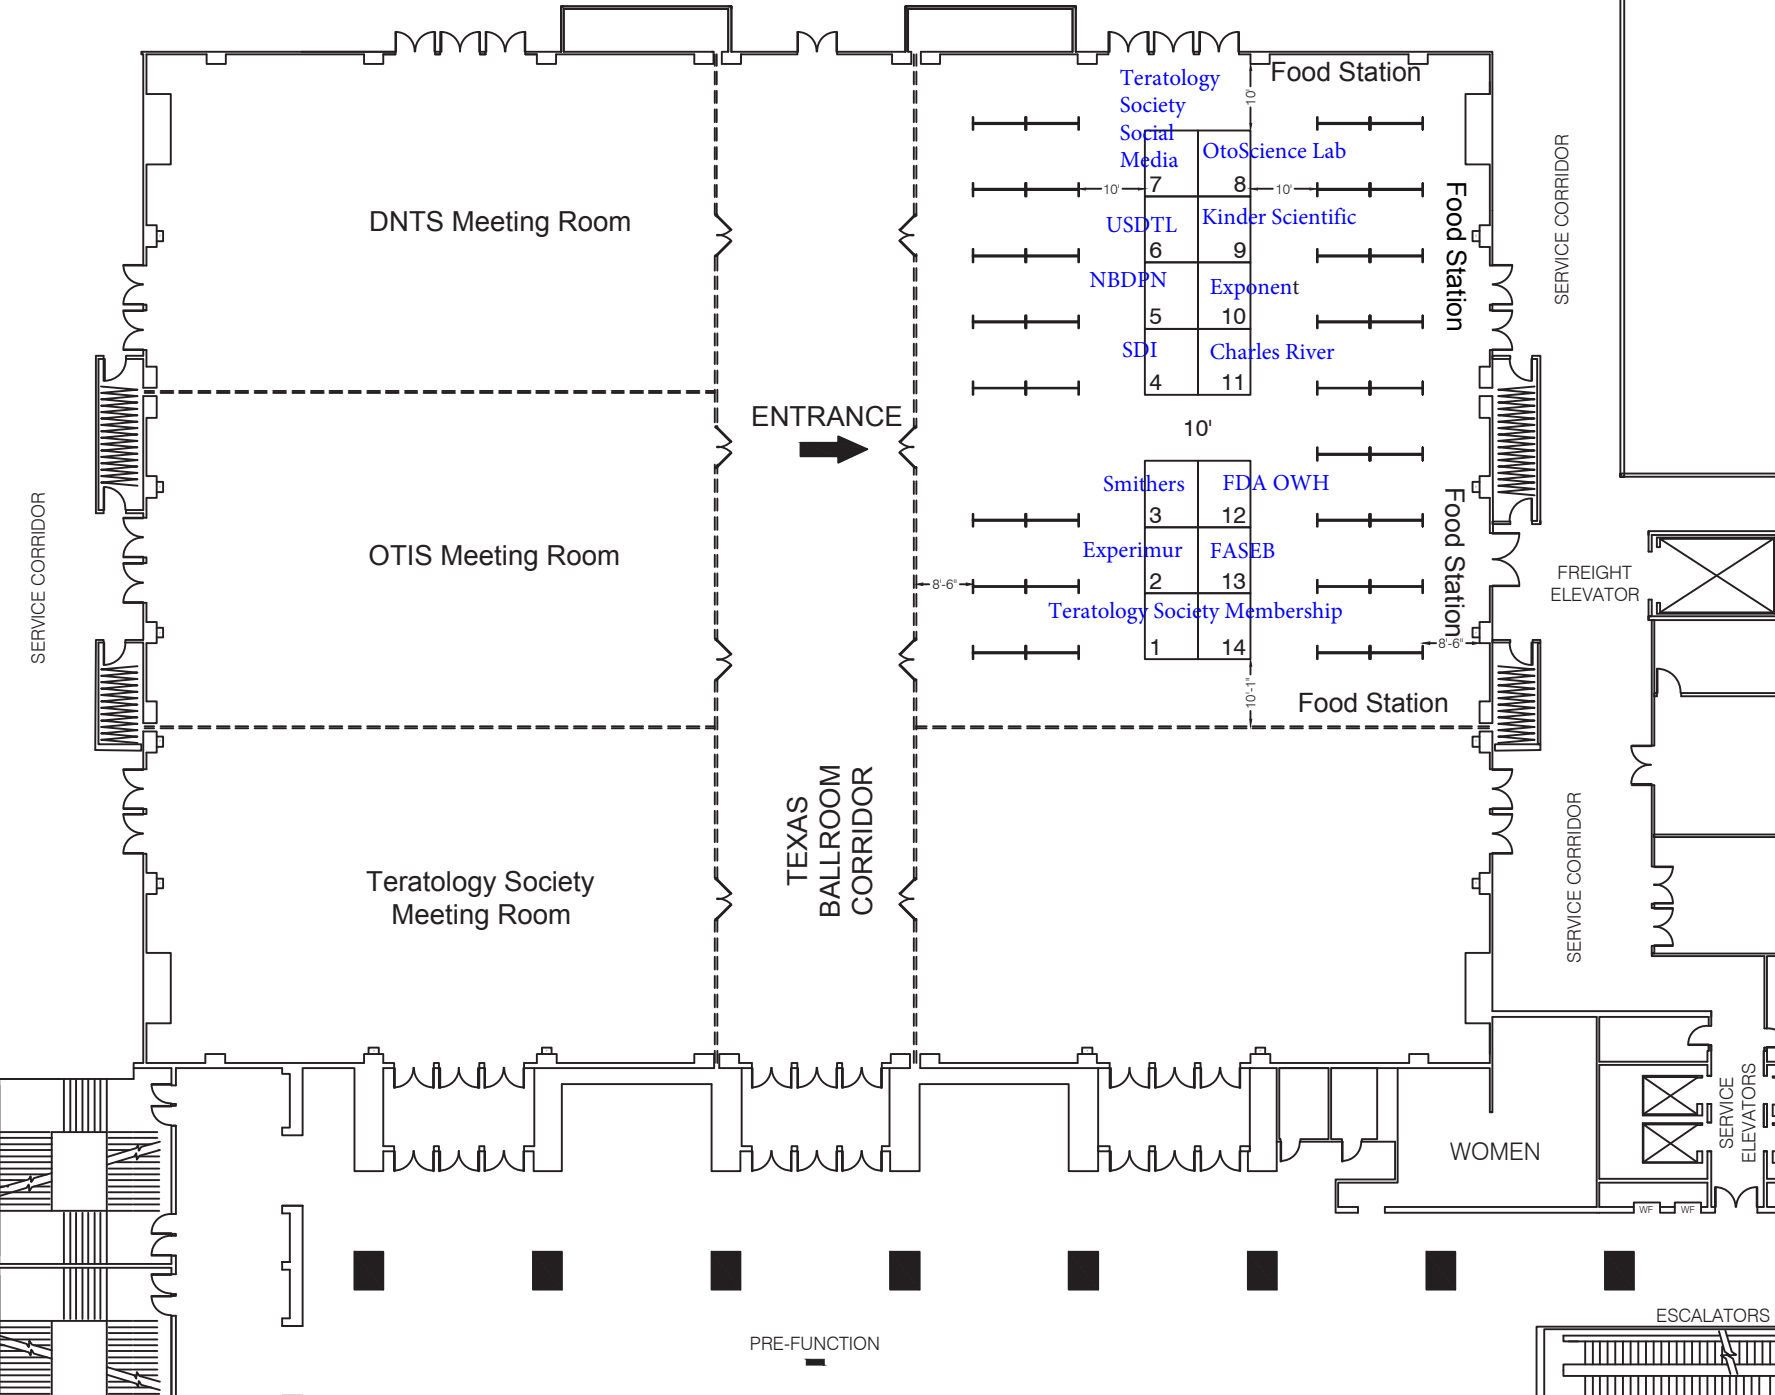 Food Station
Teratology
Society
Social
Media
10'
OtoScience Lab
7
8
10'
10'
SERVICE CORRIDOR
Food Station
DNTS Meeting Room
USDTL
Kinder Scientific
6
9
NBDPN
Exponent
5
10
SDI
Charles River
4
11
ENTRANCE
10'
Smithers
FDA OWH
3
12
Food Station
SERVICE CORRIDOR
OTIS Meeting Room
Experimur
FASEB
2
13
8'-6"
FREIGHT
ELEVATOR
Teratology Society Membership
1
14
8'-6"
10'-1"
Food Station
TEXAS
BALLROOM
CORRIDOR
SERVICE CORRIDOR
Teratology Society
Meeting Room
SERVICE
ELEVATORS
WOMEN
WF
WF
ESCALATORS
PRE-FUNCTION